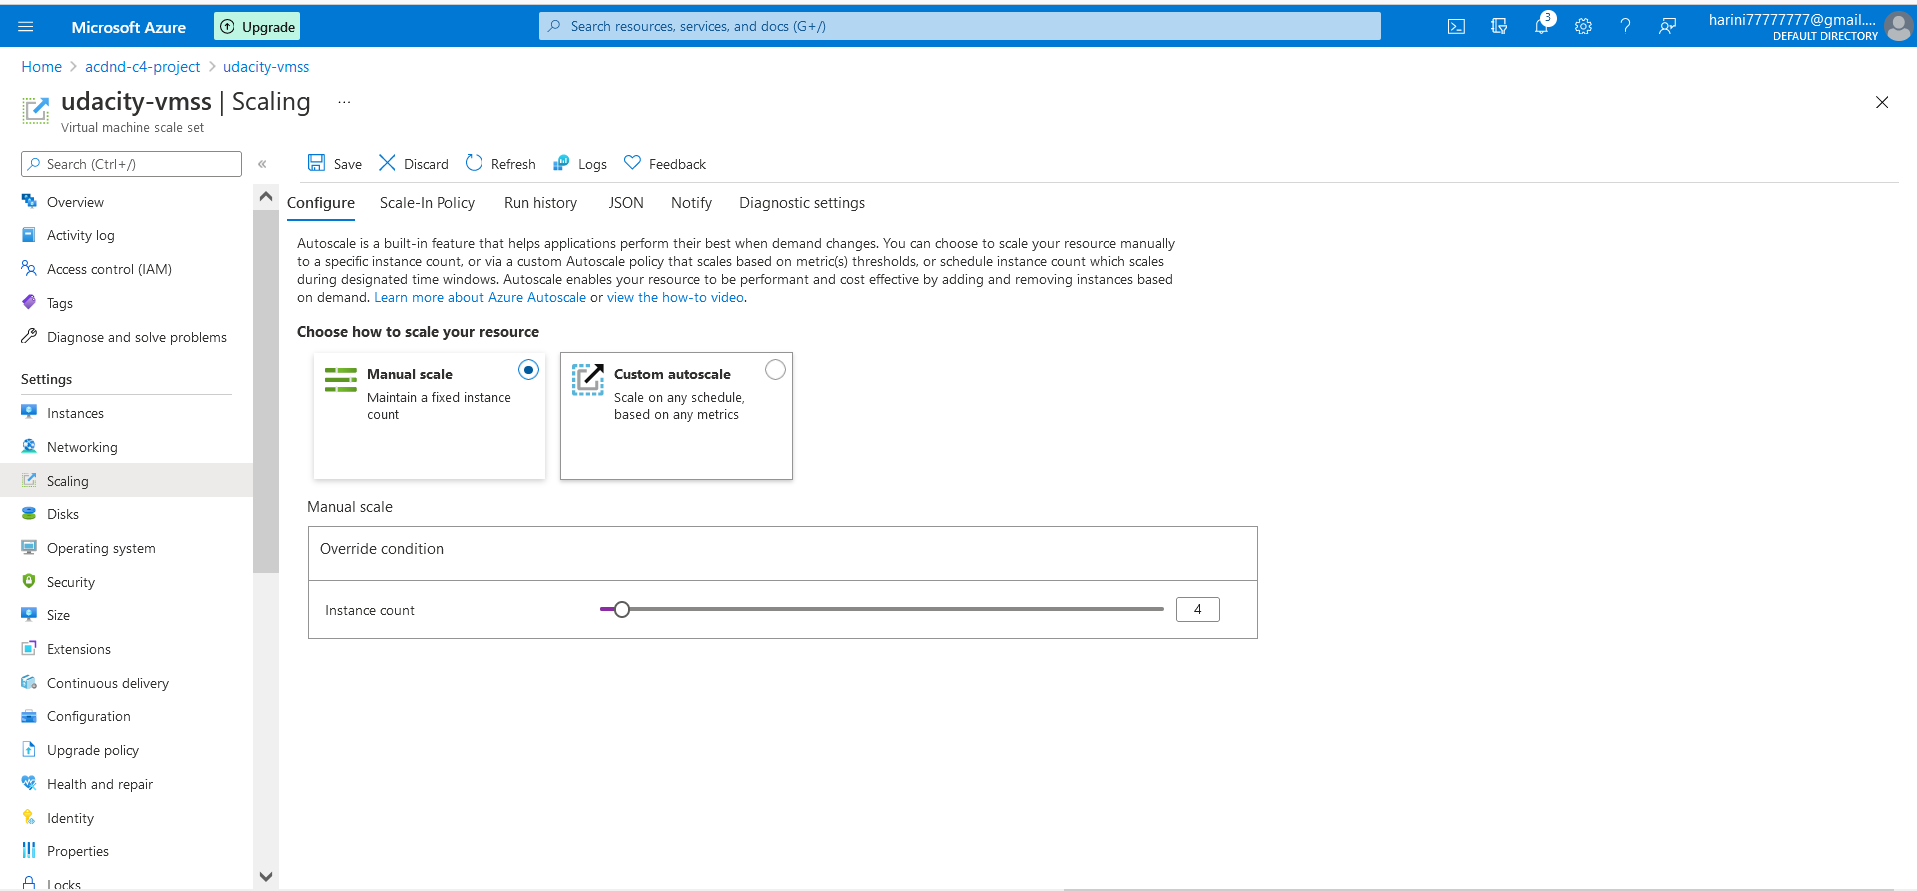 Microsoft Azure
Upgrade
Search resources, services, and docs (G+/)
3
harini77777777@gmail....
DEFAULT DIRECTORY
Home > acdnd-c4-project > udacity-vmss
udacity-vmss | Scaling ...
Virtual machine scale set
Search (Ctrl+/)
«
Overview
Activity log
Access control (IAM)
Tags
Diagnose and solve problems
Settings
Instances
Networking
Scaling
Disks
Operating system
Security
Size
Extensions
Continuous delivery
Configuration
Upgrade policy
Health and repair
Identity
Properties
Locks
Save Discard Refresh Logs Feedback
Configure Scale-In Policy Run history JSON Notify Diagnostic settings
Autoscale is a built-in feature that helps applications perform their best when demand changes. You can choose to scale your resource manually
to a specific instance count, or via a custom Autoscale policy that scales based on metric(s) thresholds, or schedule instance count which scales
during designated time windows. Autoscale enables your resource to be performant and cost effective by adding and removing instances based
on demand. Learn more about Azure Autoscale or view the how-to video.
Choose how to scale your resource
Manual scale
Maintain a fixed instance
count
Custom autoscale
Scale on any schedule,
based on any metrics
Manual scale
Override condition
Instance count 4